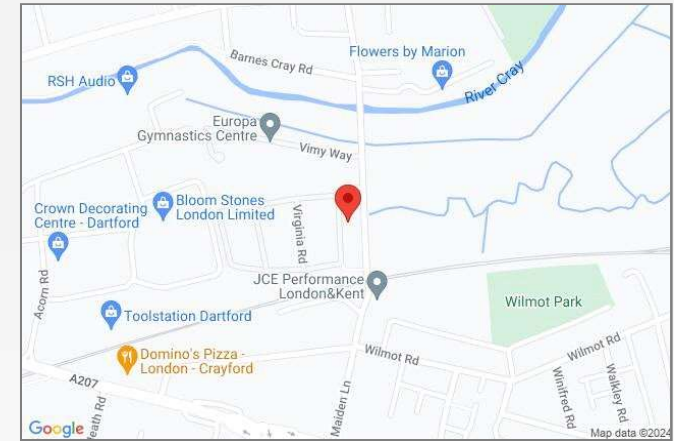 Flowers by Marion
Barnes Cray Rd
RSH Audio
River Cray
Europa
Gymnastics Centre
Vimy Way
Bloom Stones
London Limited
Crown Decorating
Centre - Dartford
Virginia Rd
Acorn Rd
JCE Performance
London&Kent
Wilmot Park
Toolstation Dartford
Domino's Pizza -
London - Crayford
Wilmot Rd
Wilmot Rd
A207
Maiden Ln
Winifred Rd
Walkley Rd
eath Rd
Google
Map data ©2024